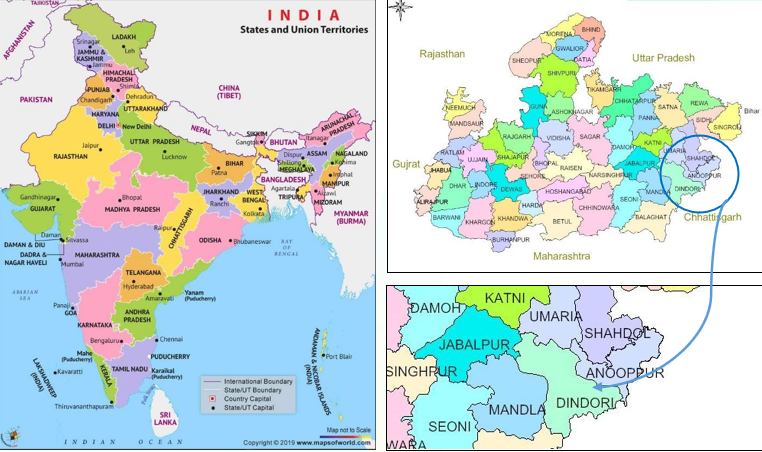 TAJIKISTAN
INDIA
States and Union Territories
AFGHANISTAN
LADAKH
Srinagar
Leh
JAMMU &
KASHMIR
Jammu
HIMACHAL
PRADESH
Shimla
PUNJAB
Chandigarh
Dehradun
UTTARAKHAND
HARYANA
DELHI
New Delhi
PAKISTAN
CHINA
(TIBET)
NEPAL
RAJASTHAN
Jaipur
UTTAR PRADESH
Lucknow
SIKKIM
Gangtok
BHUTAN
ARUNACHAL
PRADESH
Itanagar
ASSAM
Dispur
NAGALAND
Kohima
Shillong
MEGHALAYA
Imphal
MANIPUR
BANGLADESH
Agartala
TRIPURA
Aizawl
MIZORAM
MYANMAR
(BURMA)
BIHAR
Patna
JHARKHAND
Ranchi
WEST
BENGAL
Kolkata
Gandhinagar
GUJARAT
Bhopal
MADHYA PRADESH
CHHATTISGARH
Raipur
ODISHA
Bhubaneswar
Daman
DAMAN & DIU
Silvassa
DADRA &
NAGAR HAVELI
MAHARASHTRA
Mumbai
BAY
OF
BENGAL
ARABIAN
SEA
TELANGANA
Hyderabad
Amaravati
Yanam
(Puducherry)
ANDHRA
PRADESH
Panaji
GOA
KARNATAKA
Bengaluru
Chennai
Mahe
(Puducherry)
PUDUCHERRY
TAMIL NADU
Karaikal
(Puducherry)
KERALA
Kavaratti
LAKSHADWEEP
(INDIA)
Thiruvananthapuram
ANDAMAN & NICOBAR ISLANDS
(INDIA)
Port Blair
SRI
LANKA
International Boundary
State/UT Boundary
Country Capital
State/UT Capital
INDIAN OCEAN
Map not to Scale
Copyright © 2019 www.mapsofworld.com
Rajasthan
Uttar Pradesh
Bihar
Gujrat
Chhattisgarh
Maharashtra
MORENA
BHIND
GWALIOR
SHEOPUR
DATIA
SHIVPURI
TIKAMGARH
CHHATARPUR
REWA
NEEMUCH
GUNA
ASHOKNAGAR
PANNA
SATNA
SIDHI
SINGROLI
MANDSAUR
RAJGARH
VIDISHA
SAGAR
DAMOH
KATNI
UMARIA
SHAHDOL
RATLAM
UJJAIN
SHAJAPUR
BHOPAL
RAISEN
JABALPUR
ANOOPPUR
JHABUA
DHAR
INDORE
DEWAS
SEHORE
NARSINGHPUR
MANDLA
DINDORI
ALIRAJPUR
HOSHANGABAD
SEONI
BARWANI
KHARGON
KHANDWA
HARDA
BETUL
CHHINDWARA
BALAGHAT
BURHANPUR
DAMOH
KATNI
UMARIA
SHAHDOL
JABALPUR
SINGHPUR
ANOOPPUR
MANDLA
DINDORI
SEONI
WARA